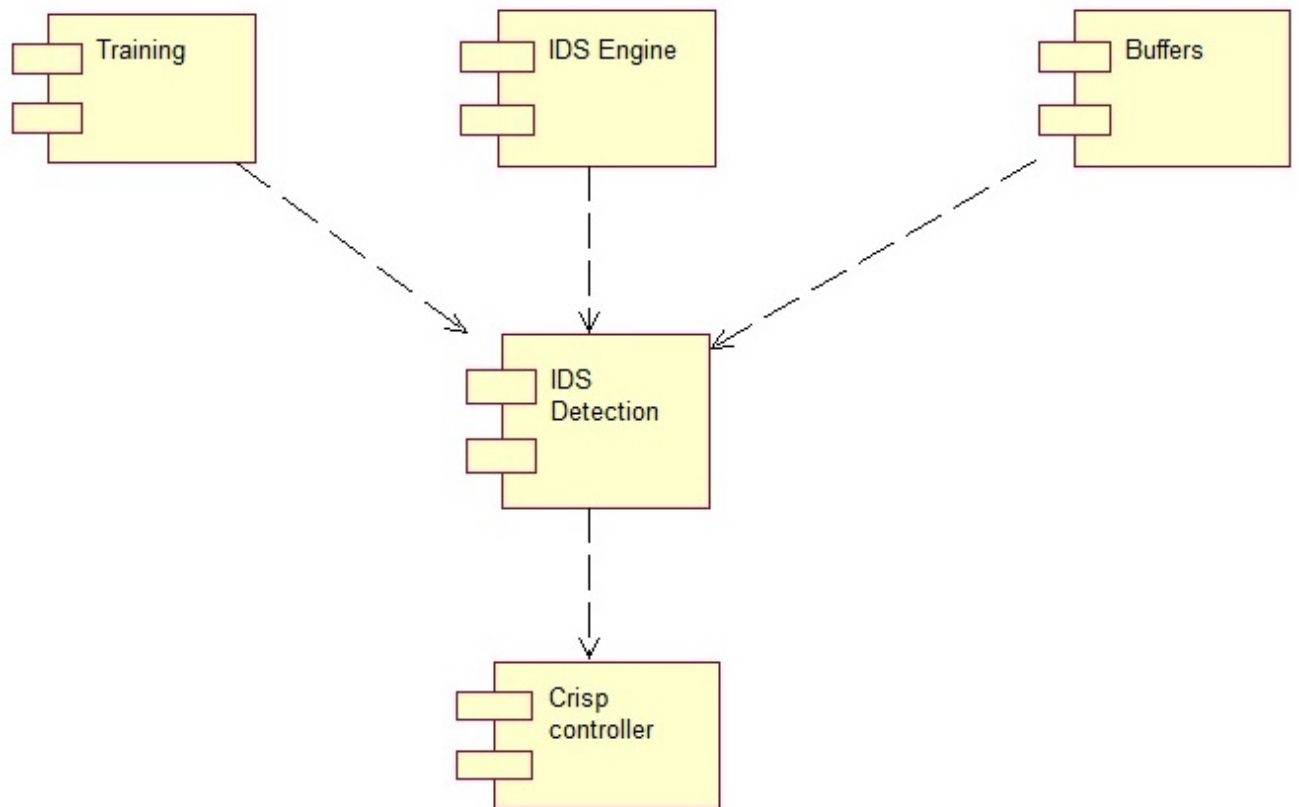 Training
IDS Engine
Buffers
IDS
Detection
Crisp
controller